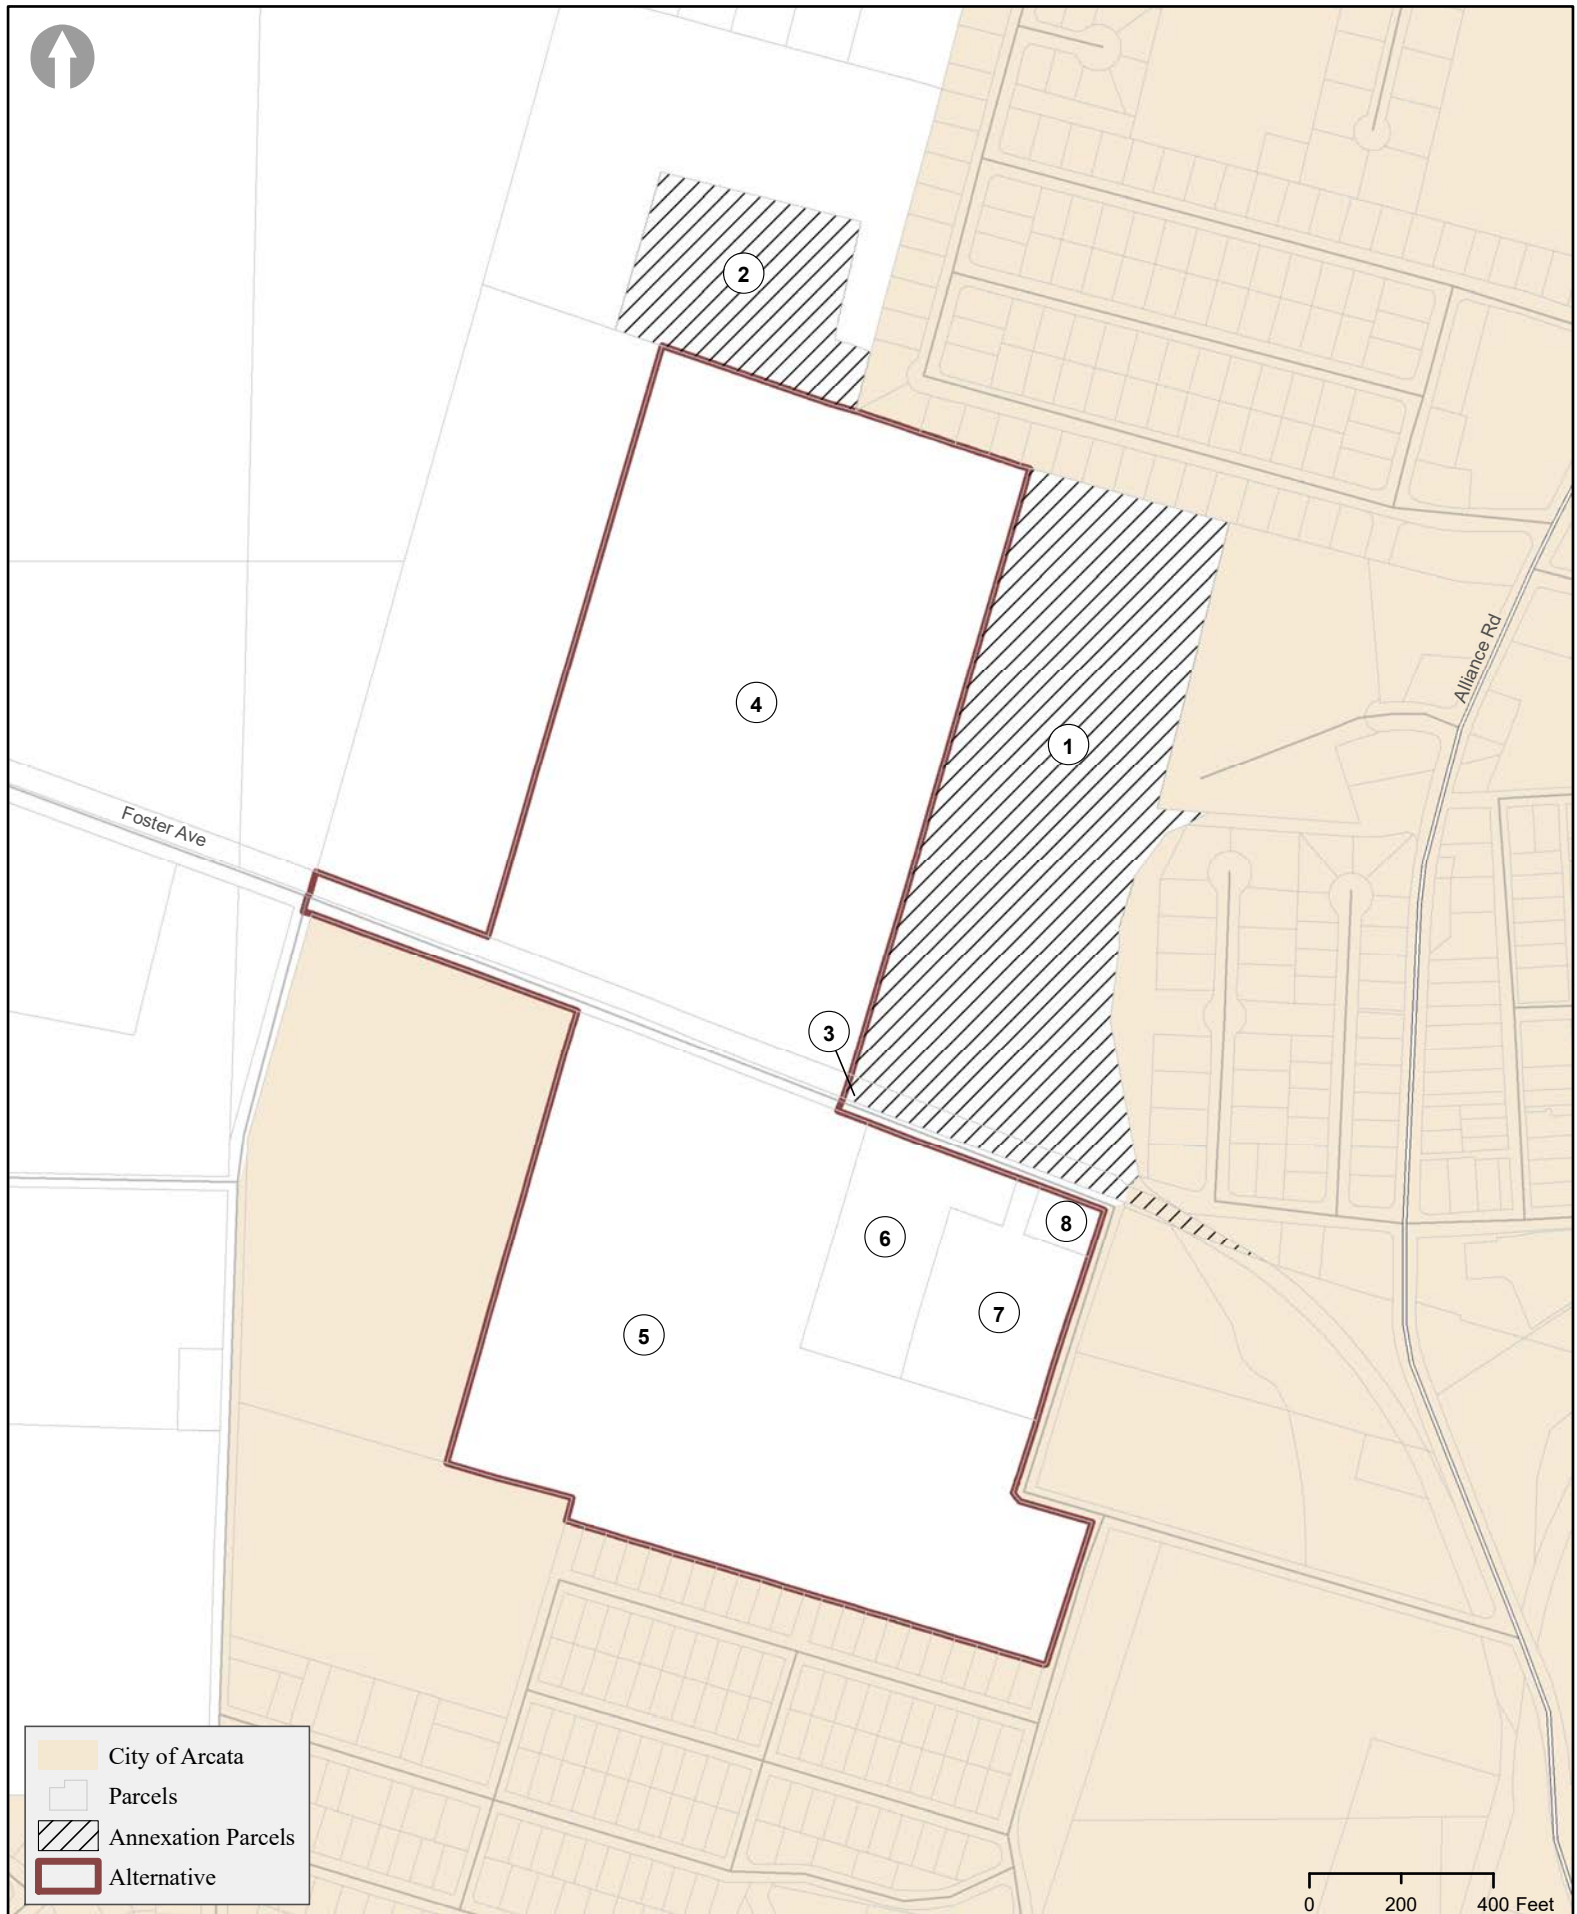 2
4
1
Alliance Rd
Foster Ave
3
8
6
7
5
City of Arcata
Parcels
Annexation Parcels
Alternative
0 200 400 Feet